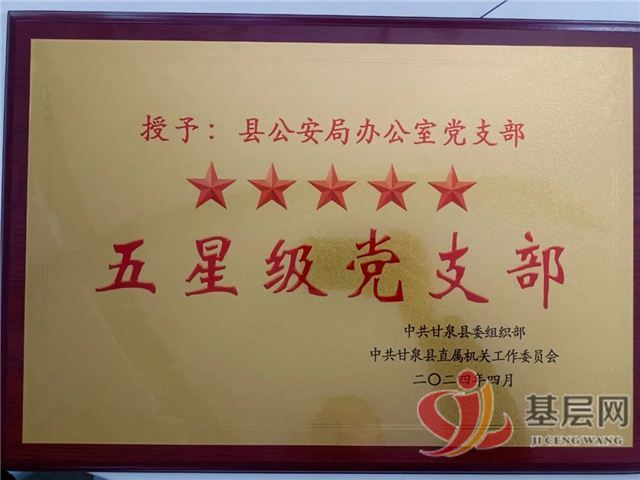 授予：县公安局办公室党支部
五星级党支部
中共甘泉县委组织部
中共甘泉县直属机关工作委员会
二〇二四年四月
基层网
JI CENG WANG